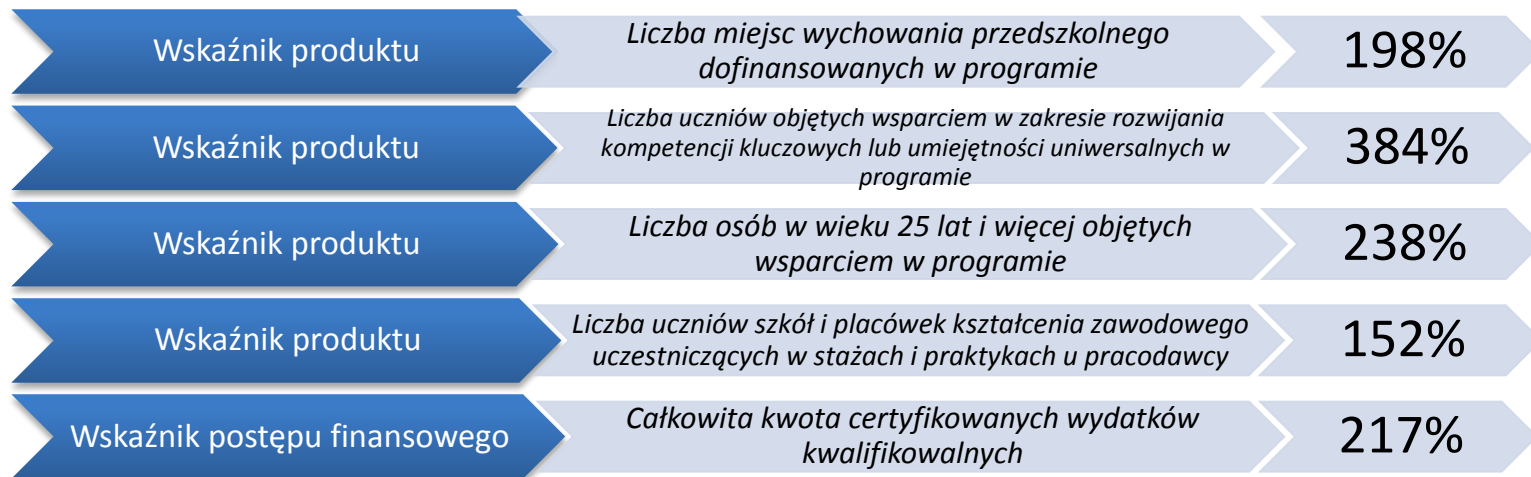 Wskaźnik produktu
Liczba miejsc wychowania przedszkolnego
dofinansowanych w programie
198%
Wskaźnik produktu
Liczba uczniów objętych wsparciem w zakresie rozwijania
kompetencji kluczowych lub umiejętności uniwersalnych w
programie
384%
Wskaźnik produktu
Liczba osób w wieku 25 lat i więcej objętych
wsparciem w programie
238%
Wskaźnik produktu
Liczba uczniów szkół i placówek kształcenia zawodowego
uczestniczących w stażach i praktykach u pracodawcy
152%
Wskaźnik postępu finansowego
Całkowita kwota certyfikowanych wydatków
kwalifikowalnych
217%